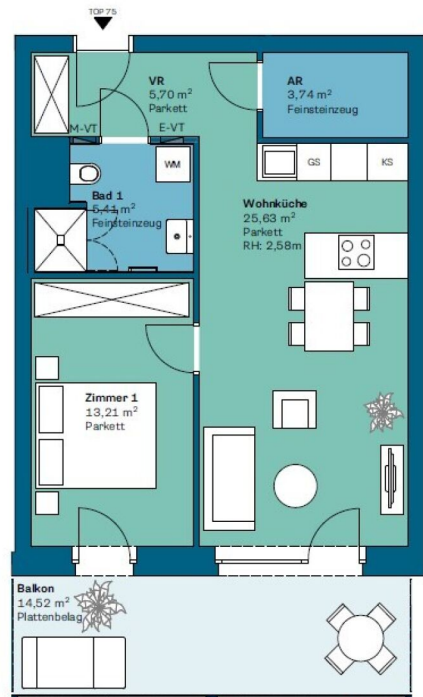 TOP 75
VR
5,70 m²
Parkett
AR
3,74 m²
Feinsteinzeug
M-VT
E-VT
WM
GS
KS
Bad 1
5,41 m²
Feinsteinzeug
Wohnküche
25,63 m²
Parkett
RH: 2,58m
Zimmer 1
13,21 m²
Parkett
Balkon
14,52 m²
Plattenbelag